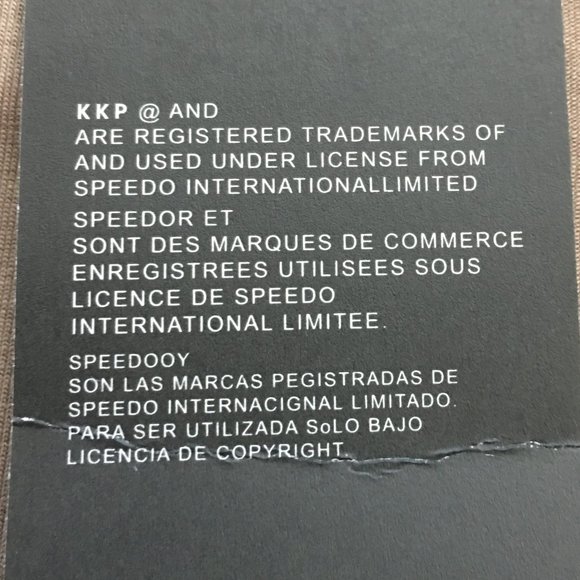 KKP @ AND
ARE REGISTERED TRADEMARKS OF
AND USED UNDER LICENSE FROM
SPEEDO INTERNATIONALLIMITED
SPEEDOR ET
SONT DES MARQUES DE COMMERCE
ENREGISTREES UTILISEES SOUS
LICENCE DE SPEEDO
INTERNATIONAL LIMITEE.
SPEEDOOY
SON LAS MARCAS PEGISTRADAS DE
SPEEDO INTERNACIGNAL LIMITADO.
PARA SER UTILIZADA SoLO BAJO
LICENCIA DE COPYRIGHT.